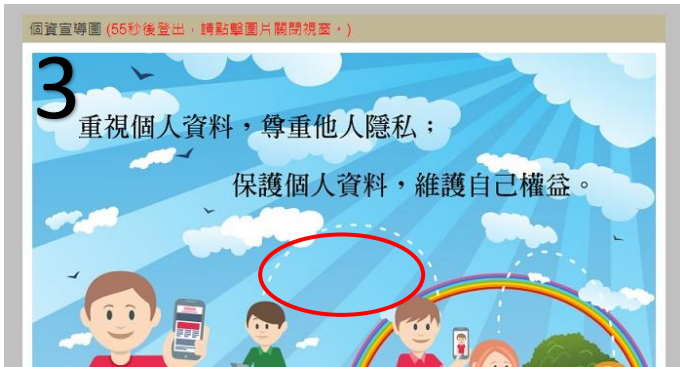 個資宣導圖 (55秒後登出，請點擊圖片關閉視窗。)
3
重視個人資料，尊重他人隱私；
保護個人資料，維護自己權益。